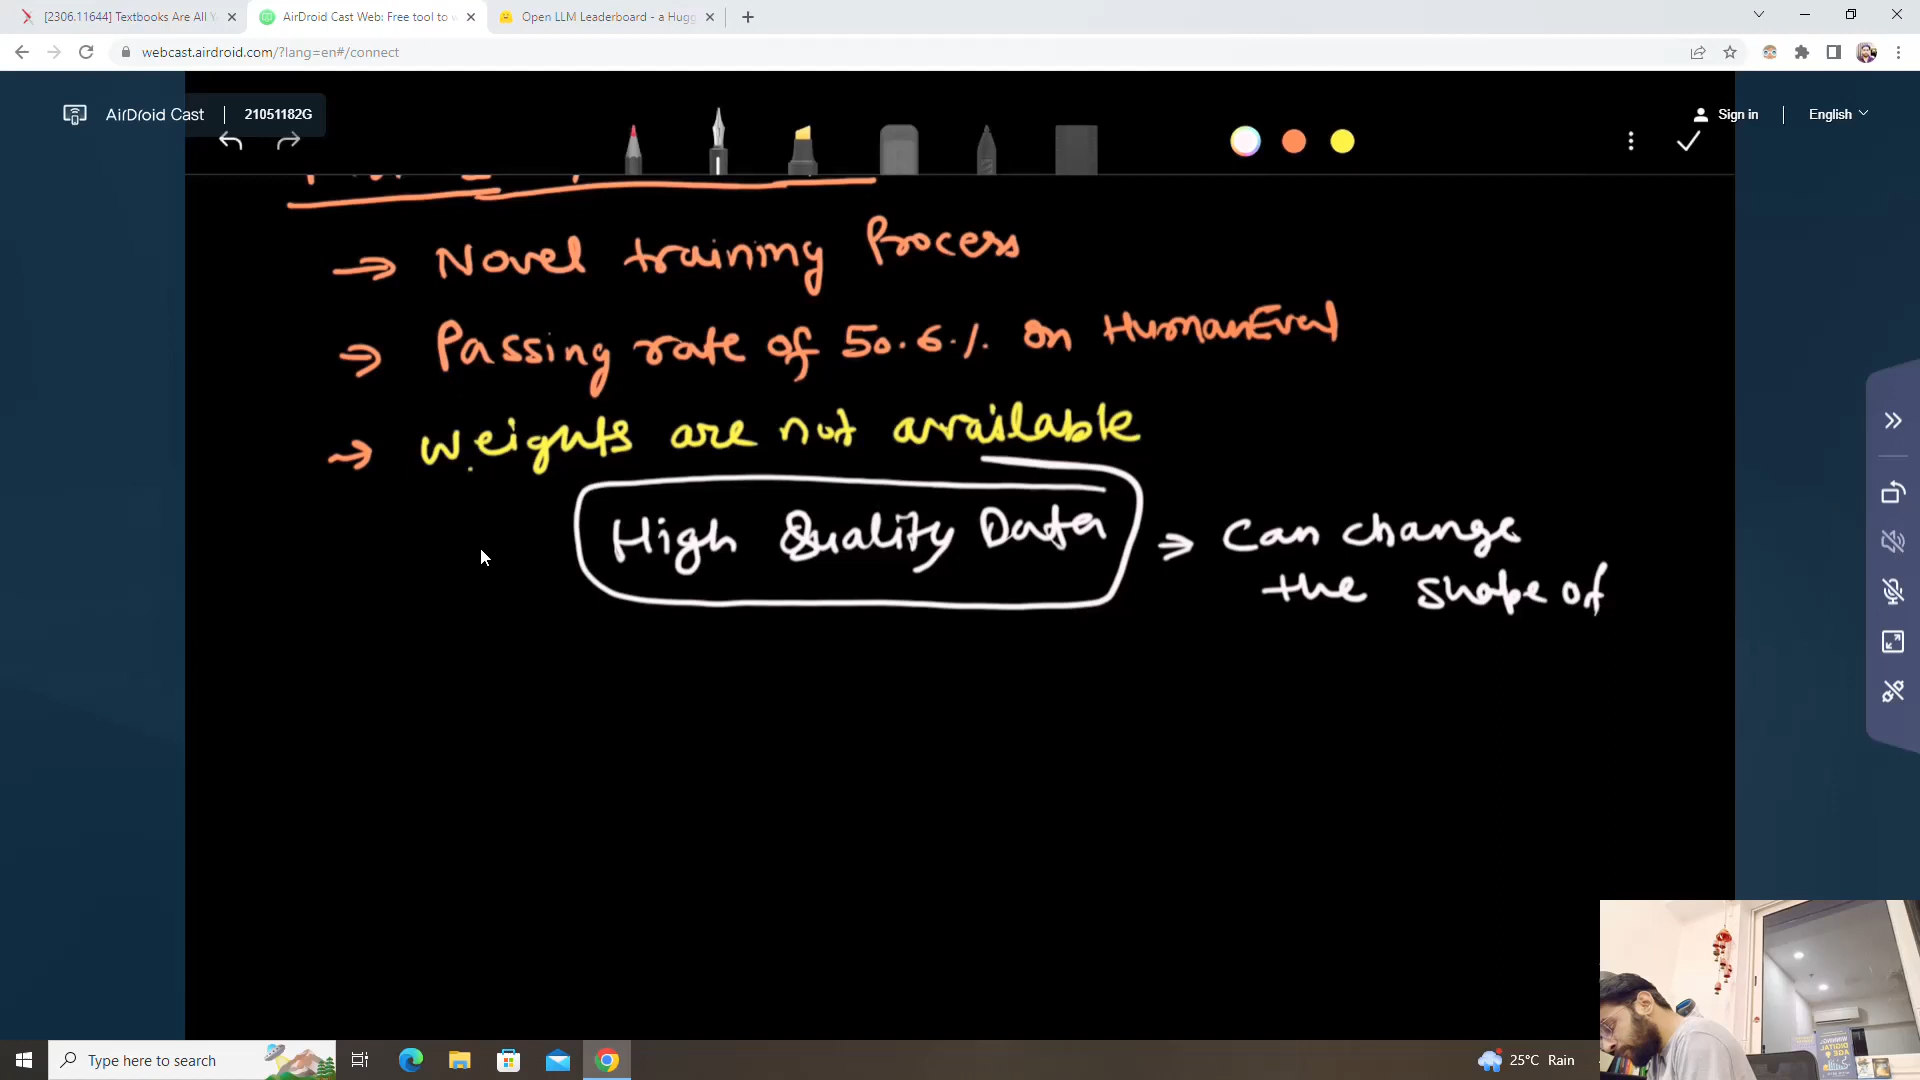 [2306.11644] Textbooks Are All Y
AirDroid Cast Web: Free tool to
Open LLM Leaderboard - a Hugg
webcast.airdroid.com/?lang=en#/connect
AirDroid Cast
21051182G
Sign in
English
→ Novel training Process
→ Passing rate of 50.6% on HumanEval
→ Weights are not available
High Quality Data ⇒ can change
the shape of
Type here to search
25°C Rain
DIGITAL